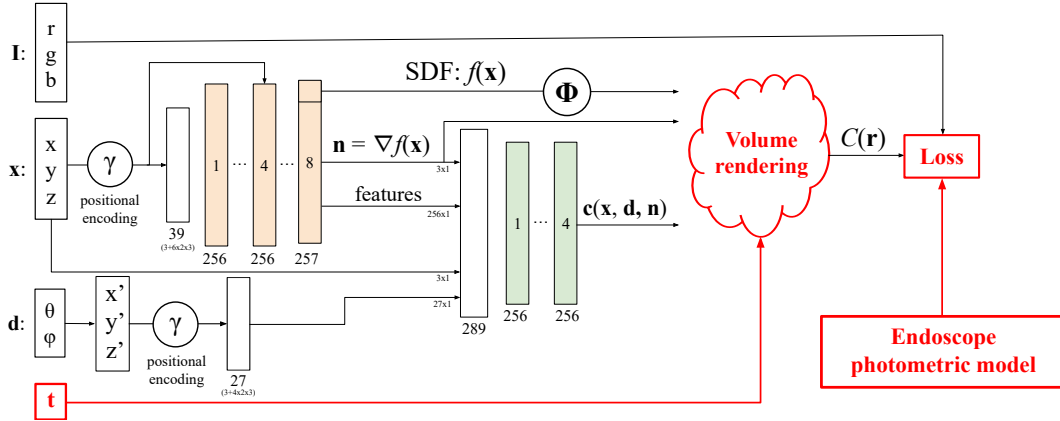 I:
r
g
b
x:
x
y
z
γ
positional
encoding
39
(3+6x2x3)
1
...
4
...
8
256
256
257
SDF: f(x)
Φ
n = ∇f(x)
3x1
features
256x1
3x1
27x1
289
1
...
4
256
256
c(x, d, n)
d:
θ
φ
x'
y'
z'
γ
positional
encoding
27
(3+4x2x3)
t
Volume
rendering
C(r)
Loss
Endoscope
photometric model